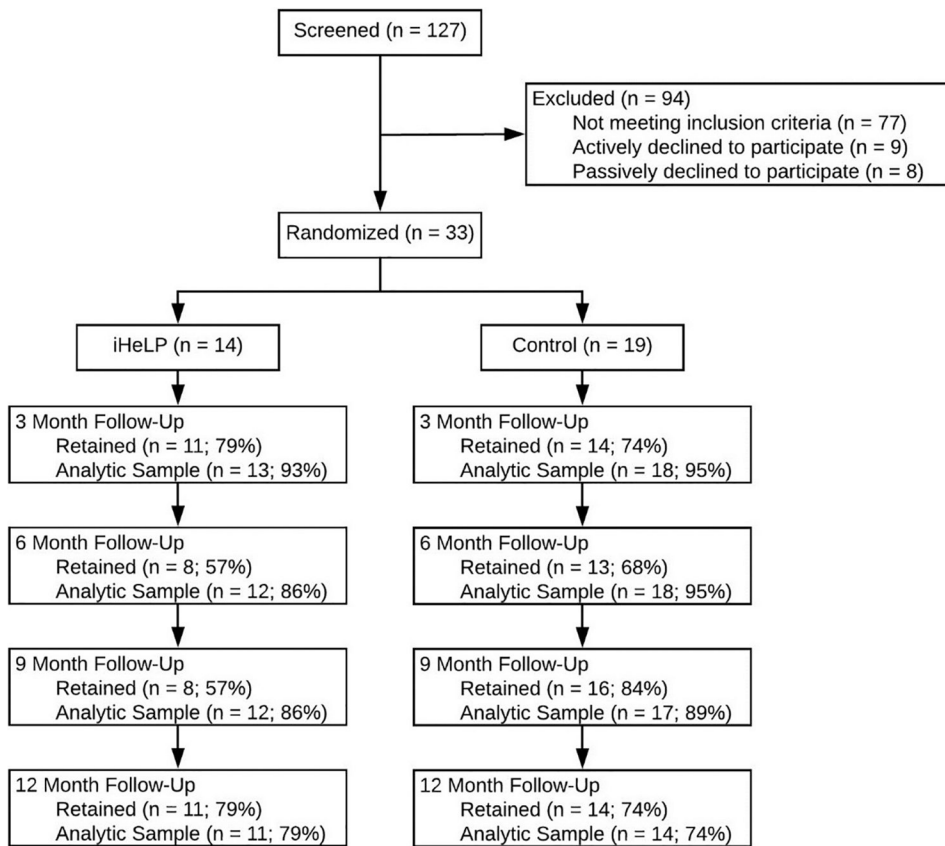 Screened (n = 127)
Excluded (n = 94)
Not meeting inclusion criteria (n = 77)
Actively declined to participate (n = 9)
Passively declined to participate (n = 8)
Randomized (n = 33)
iHeLP (n = 14)
Control (n = 19)
3 Month Follow-Up
Retained (n = 11; 79%)
Analytic Sample (n = 13; 93%)
3 Month Follow-Up
Retained (n = 14; 74%)
Analytic Sample (n = 18; 95%)
6 Month Follow-Up
Retained (n = 8; 57%)
Analytic Sample (n = 12; 86%)
6 Month Follow-Up
Retained (n = 13; 68%)
Analytic Sample (n = 18; 95%)
9 Month Follow-Up
Retained (n = 8; 57%)
Analytic Sample (n = 12; 86%)
9 Month Follow-Up
Retained (n = 16; 84%)
Analytic Sample (n = 17; 89%)
12 Month Follow-Up
Retained (n = 11; 79%)
Analytic Sample (n = 11; 79%)
12 Month Follow-Up
Retained (n = 14; 74%)
Analytic Sample (n = 14; 74%)